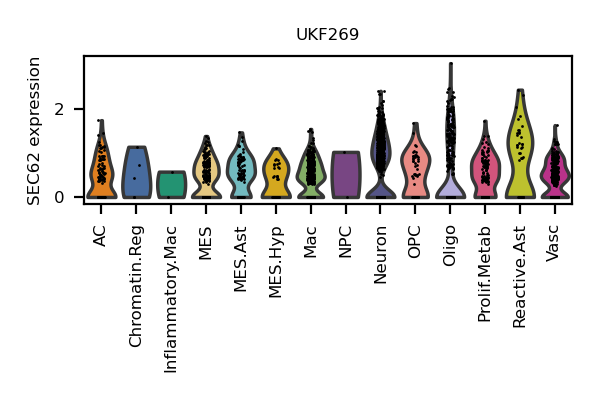 UKF269
SEC62 expression
2
0
AC
Chromatin.Reg
Inflammatory.Mac
MES
MES.Ast
MES.Hyp
Mac
NPC
Neuron
OPC
Oligo
Prolif.Metab
Reactive.Ast
Vasc